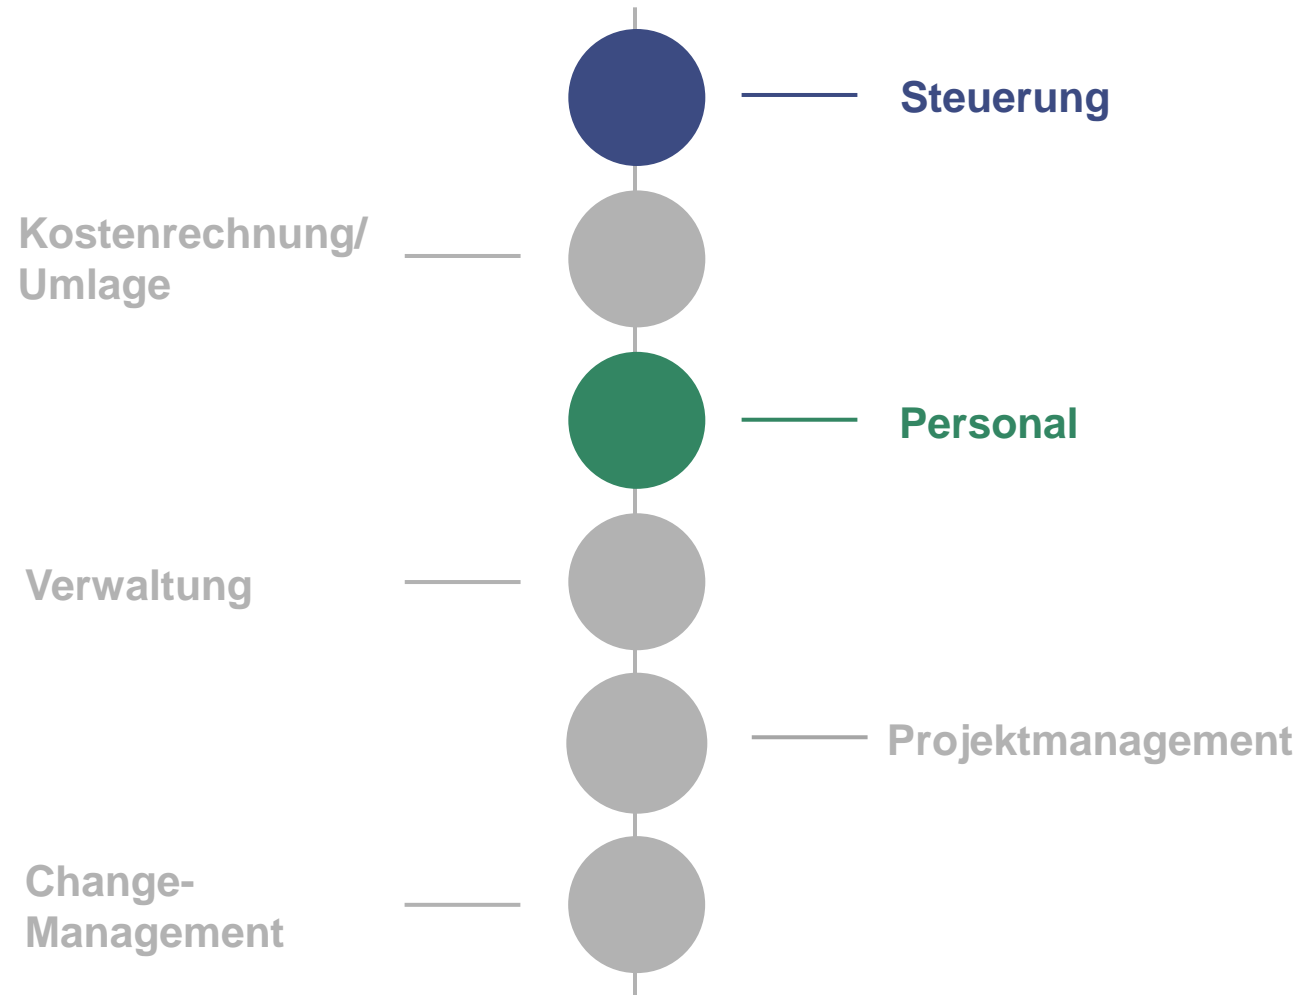 Steuerung
Kostenrechnung/
Umlage
Personal
Verwaltung
Projektmanagement
Change-
Management